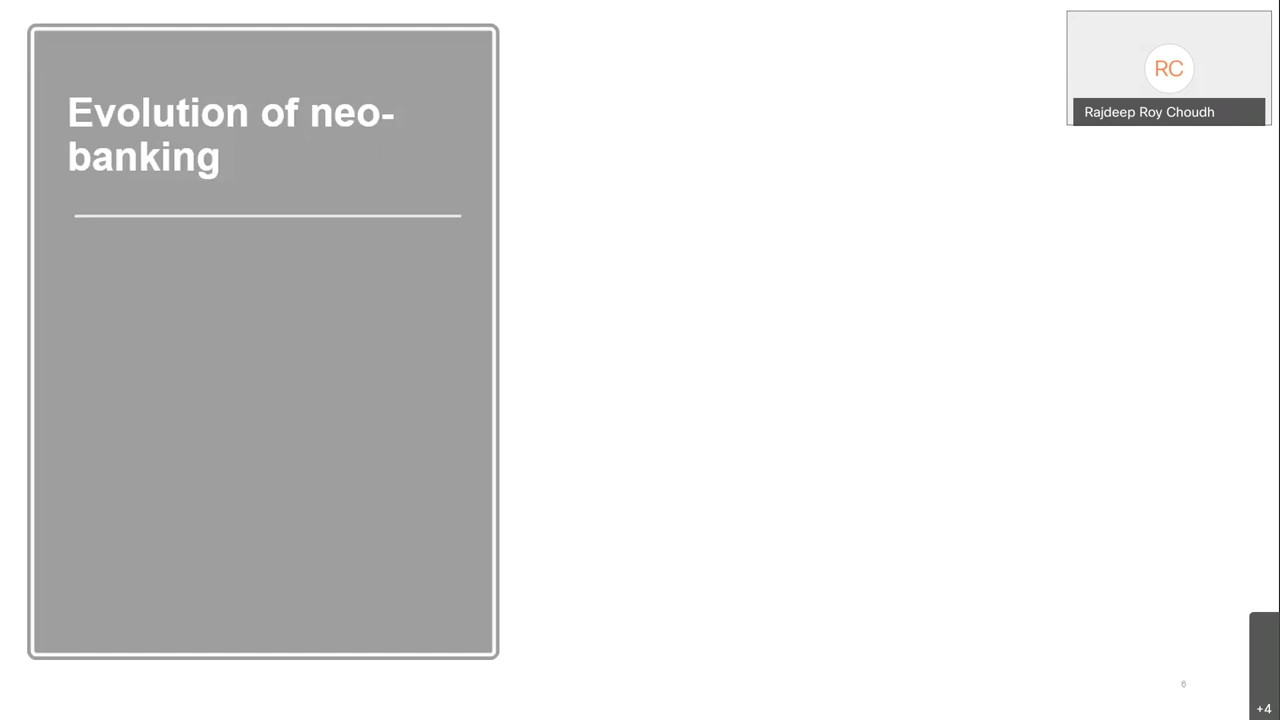 Evolution of neo-
banking
RC
Rajdeep Roy Choudh
6
+4